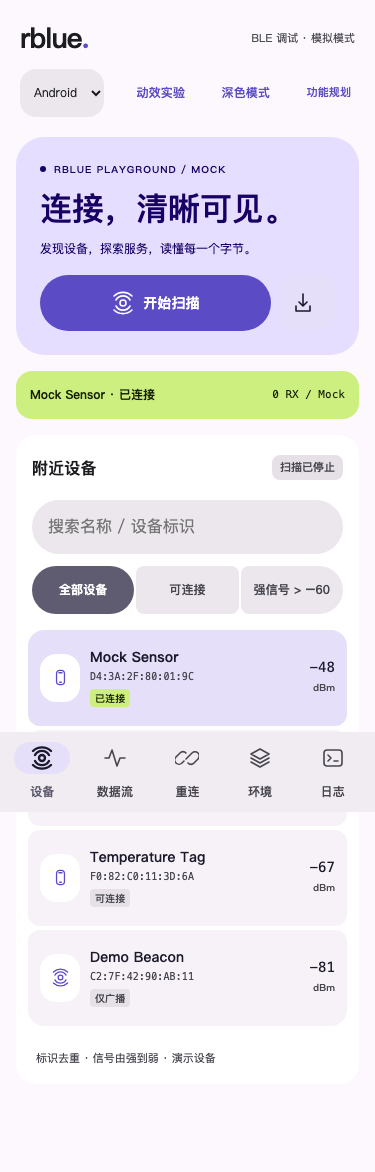 rblue.
BLE 调试 · 模拟模式
Android
动效实验
深色模式
功能规划
RBLUE PLAYGROUND / MOCK
连接，清晰可见。
发现设备，探索服务，读懂每一个字节。
开始扫描
Mock Sensor · 已连接
0 RX / Mock
附近设备
扫描已停止
搜索名称 / 设备标识
全部设备
可连接
强信号 > −60
Mock Sensor
D4:3A:2F:80:01:9C
已连接
−48
dBm
设备
数据流
重连
环境
日志
Temperature Tag
F0:82:C0:11:3D:6A
可连接
−67
dBm
Demo Beacon
C2:7F:42:90:AB:11
仅广播
−81
dBm
标识去重 · 信号由强到弱 · 演示设备